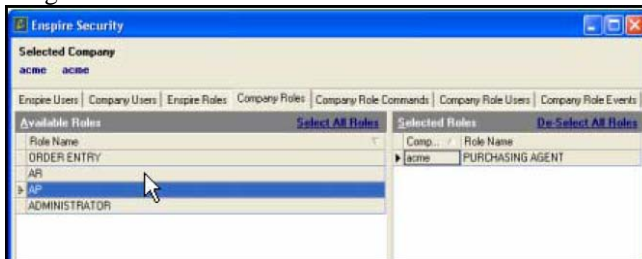 Enspire Security
Selected Company
acme acme
Enspire Users Company Users Enspire Roles Company Roles Company Role Commands Company Role Users Company Role Events
Available Roles Select All Roles Selected Roles De-Select All Roles
Role Name Comp... Role Name
ORDER ENTRY acme PURCHASING AGENT
AR
AP
ADMINISTRATOR